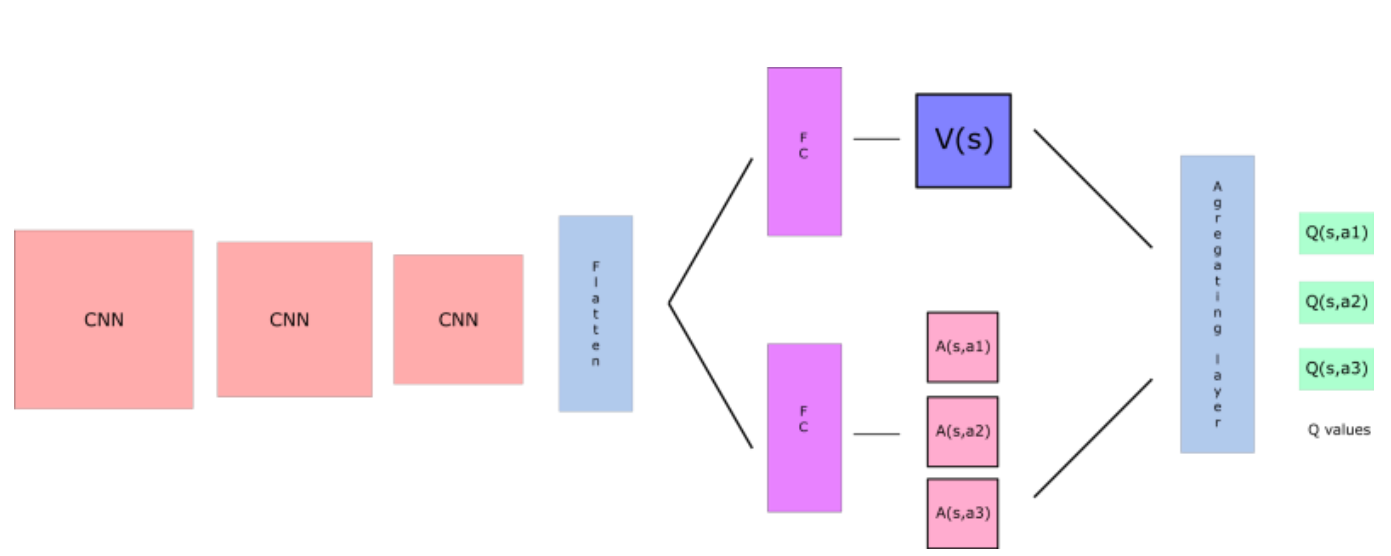 CNN
CNN
CNN
Flatten
FC
V(s)
FC
A(s,a1)
A(s,a2)
A(s,a3)
Agregating layer
Q(s,a1)
Q(s,a2)
Q(s,a3)
Q values